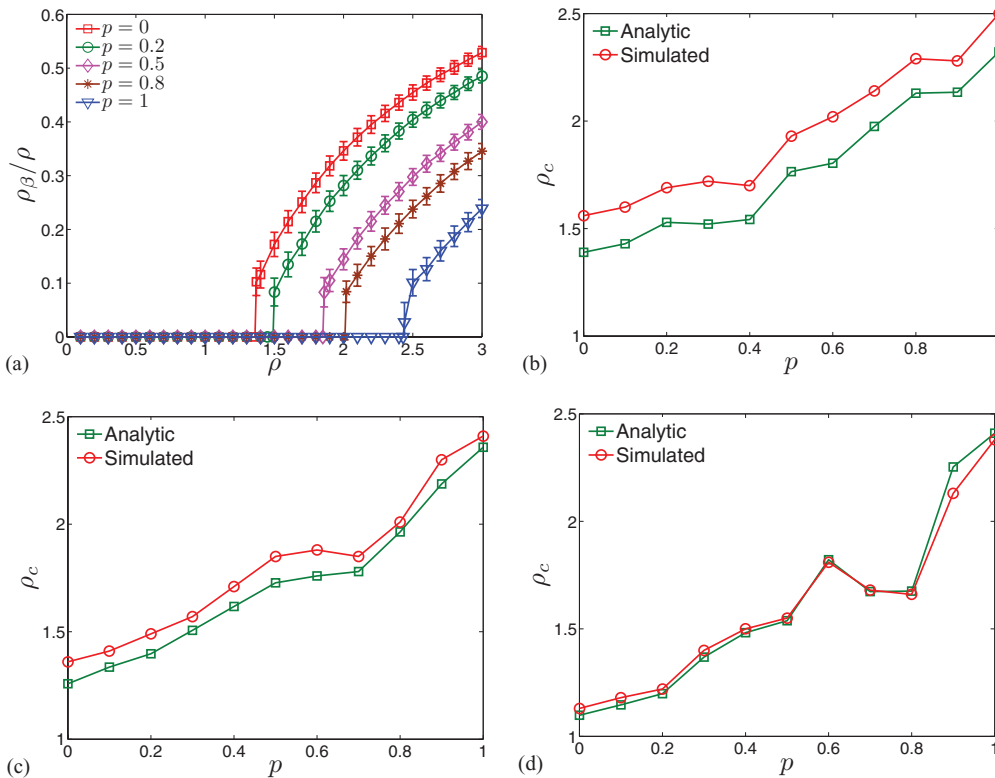 0.6
0.5
0.4
0.3
0.2
0.1
0
ρβ/ρ
p = 0
p = 0.2
p = 0.5
p = 0.8
p = 1
0 0.5 1 1.5 2 2.5 3
ρ
(a)
2.5
2
1.5
1
ρc
Analytic
Simulated
0 0.2 0.4 0.6 0.8 1
p
(b)
2.5
2
1.5
1
ρc
Analytic
Simulated
0 0.2 0.4 0.6 0.8 1
p
(c)
2.5
2
1.5
1
ρc
Analytic
Simulated
0 0.2 0.4 0.6 0.8 1
p
(d)